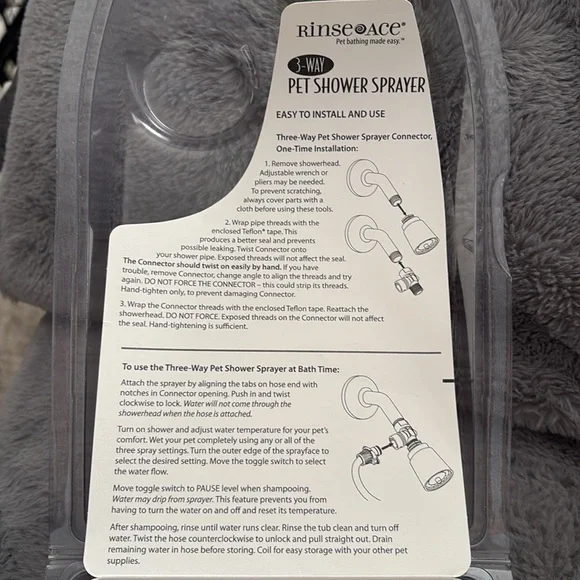 RINSE ACE®
Pet bathing made easy.™
3-WAY
PET SHOWER SPRAYER
EASY TO INSTALL AND USE
Three-Way Pet Shower Sprayer Connector,
One-Time Installation:
1. Remove showerhead.
Adjustable wrench or
pliers may be needed.
To prevent scratching,
always cover parts with a
cloth before using these tools.
2. Wrap pipe threads with the
enclosed Teflon® tape. This
produces a better seal and prevents
possible leaking. Twist Connector onto
your shower pipe. Exposed threads will not affect the seal.
The Connector should twist on easily by hand. If you have
trouble, remove Connector, change angle to align the threads and try
again. DO NOT FORCE THE CONNECTOR – this could strip its threads.
Hand-tighten only, to prevent damaging Connector.
3. Wrap the Connector threads with the enclosed Teflon tape. Reattach the
showerhead. DO NOT FORCE. Exposed threads on the Connector will not affect
the seal. Hand-tightening is sufficient.
To use the Three-Way Pet Shower Sprayer at Bath Time:
Attach the sprayer by aligning the tabs on hose end with
notches in Connector opening. Push in and twist
clockwise to lock. Water will not come through the
showerhead when the hose is attached.
Turn on shower and adjust water temperature for your pet's
comfort. Wet your pet completely using any or all of the
three spray settings. Turn the outer edge of the sprayface to
select the desired setting. Move the toggle switch to select
the water flow.
Move toggle switch to PAUSE level when shampooing.
Water may drip from sprayer. This feature prevents you from
having to turn the water on and off and reset its temperature.
After shampooing, rinse until water runs clear. Rinse the tub clean and turn off
water. Twist the hose counterclockwise to unlock and pull straight out. Drain
remaining water in hose before storing. Coil for easy storage with your other pet
supplies.